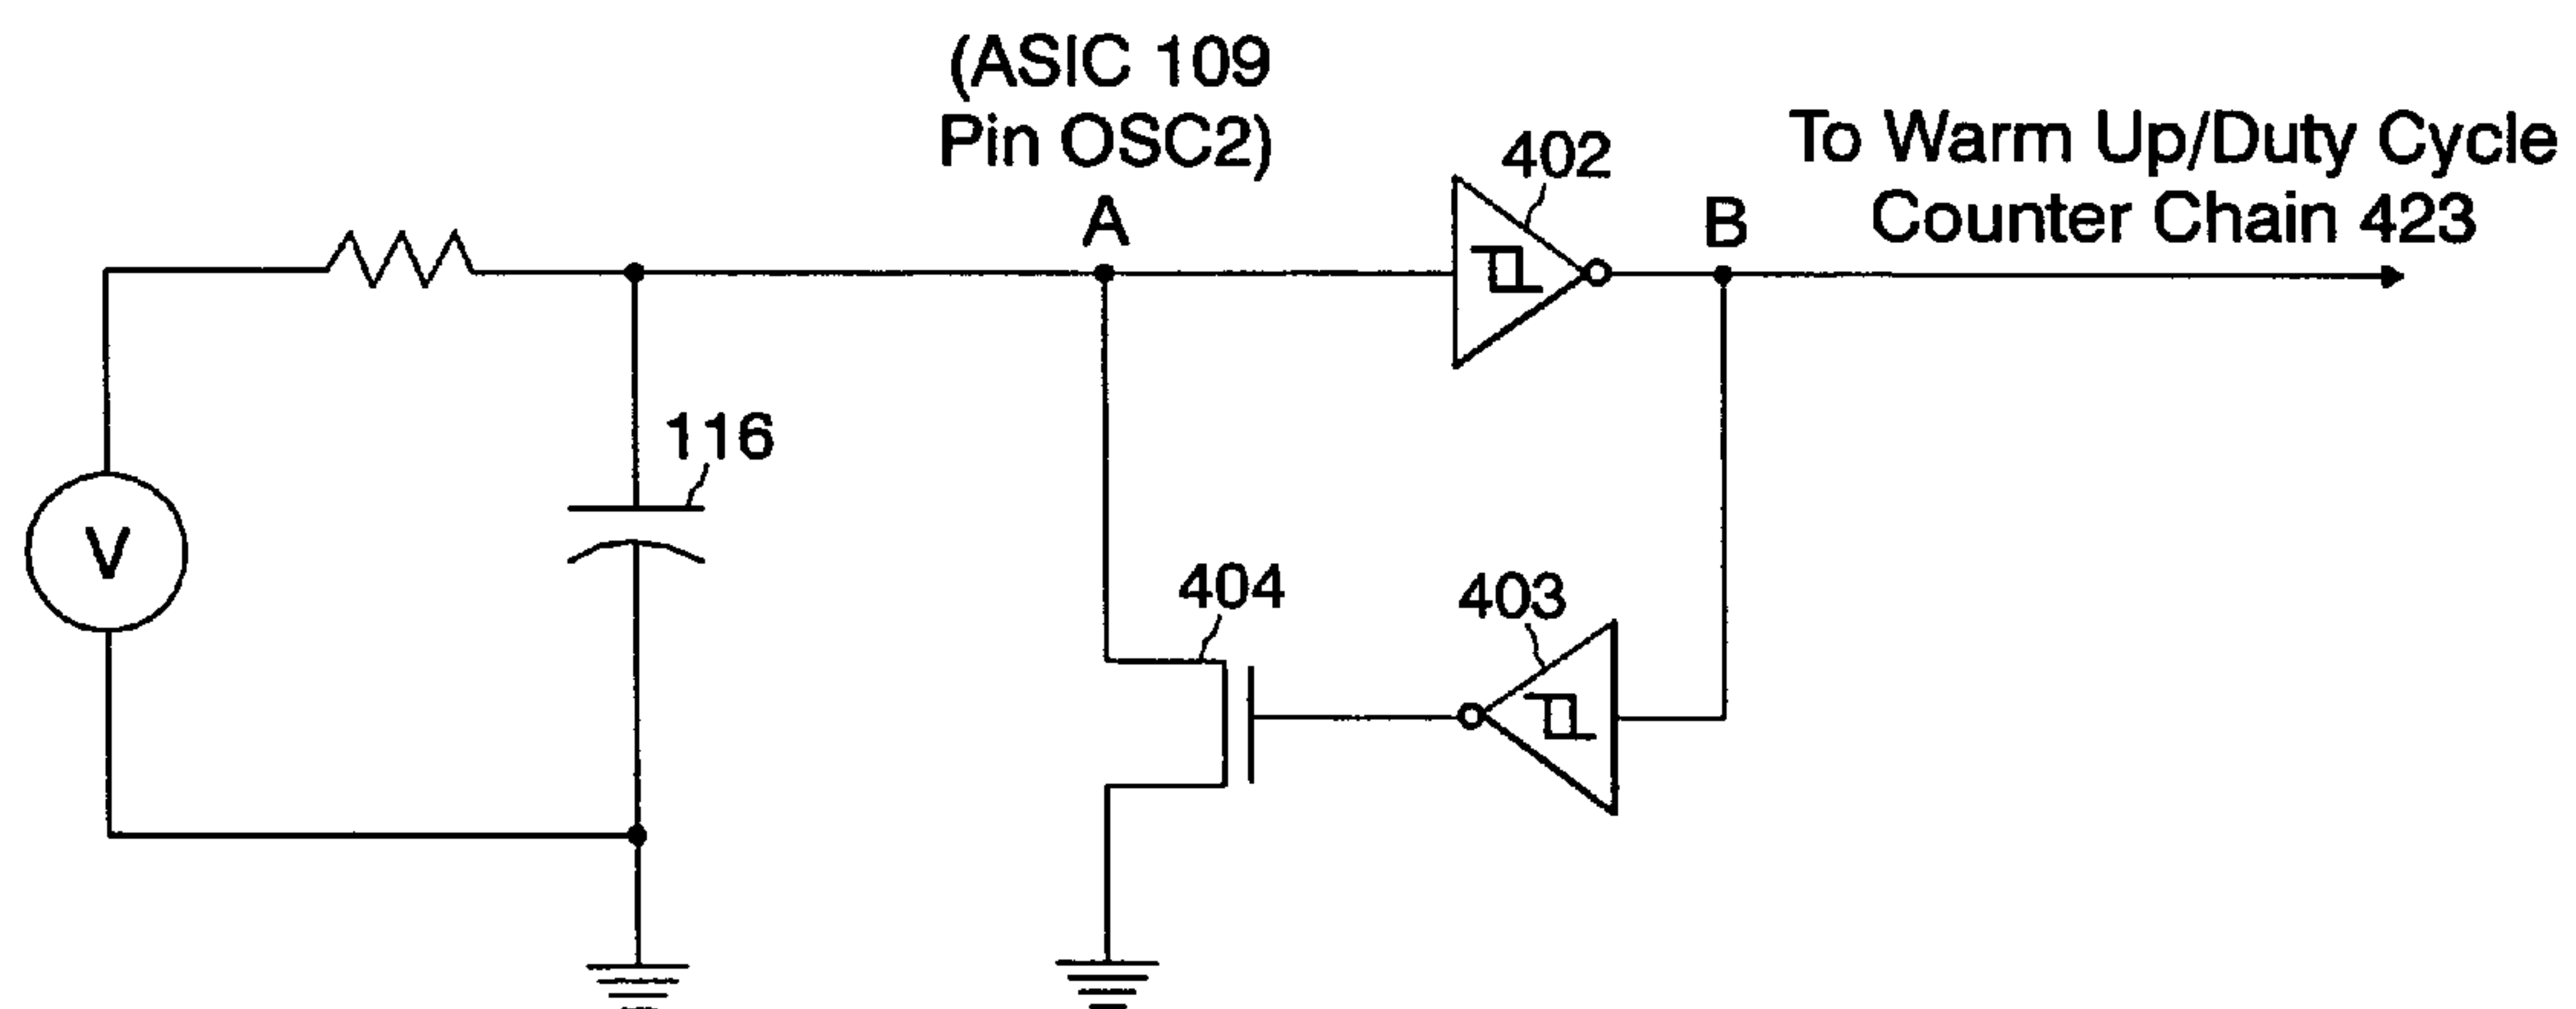 (ASIC 109
Pin OSC2)
A
402
To Warm Up/Duty Cycle
Counter Chain 423
B
116
V
404
403